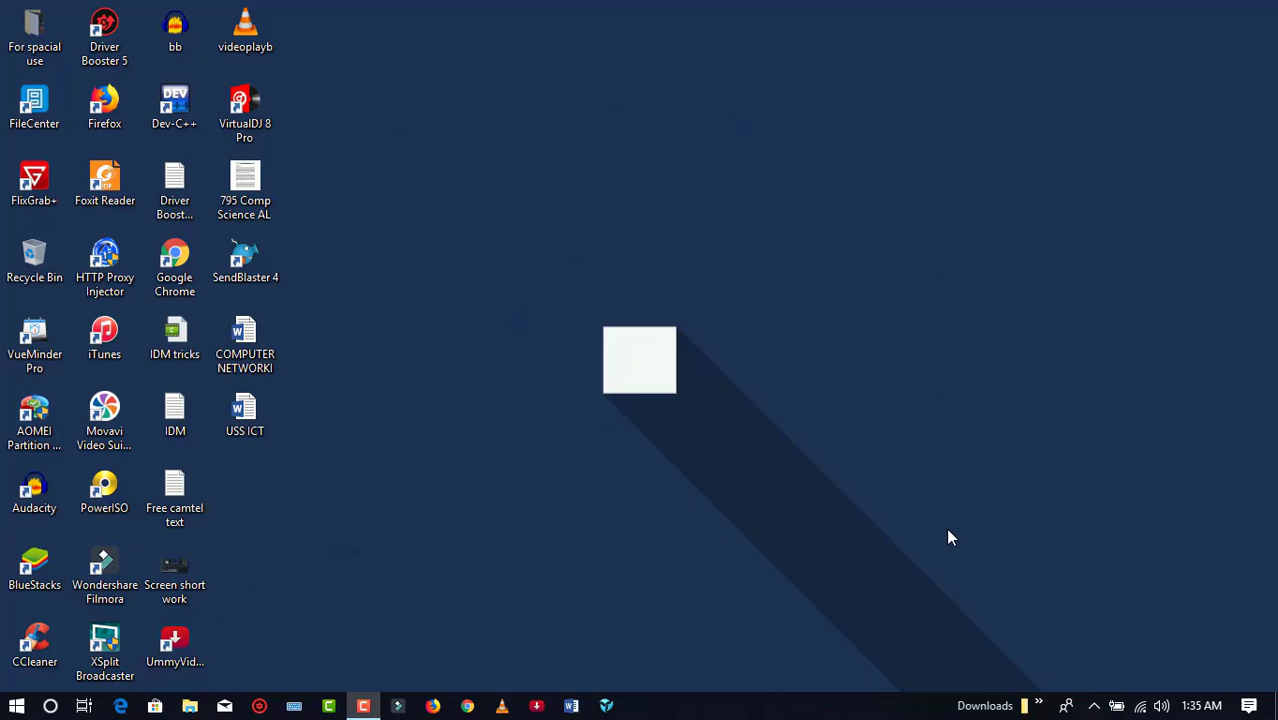 For spacial
use
Driver
Booster 5
bb
videoplayb
FileCenter
Firefox
DEV
Dev-C++
VirtualDJ 8
Pro
FlixGrab+
Foxit Reader
Driver
Boost...
795 Comp
Science AL
Recycle Bin
HTTP Proxy
Injector
Google
Chrome
SendBlaster 4
VueMinder
Pro
iTunes
IDM tricks
COMPUTER
NETWORKI
AOMEI
Partition ...
Movavi
Video Sui...
IDM
USS ICT
Audacity
PowerISO
Free camtel
text
BlueStacks
Wondershare
Filmora
Screen short
work
CCleaner
XSplit
Broadcaster
UmmyVid...
Downloads
1:35 AM